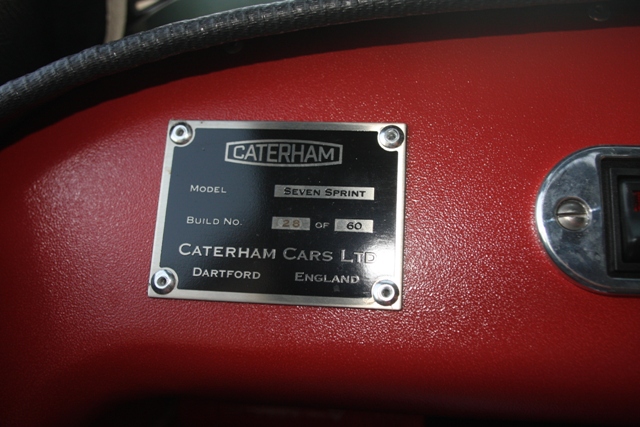 CATERHAM
MODEL SEVEN SPRINT
BUILD NO. 28 OF 60
CATERHAM CARS LTD
DARTFORD ENGLAND